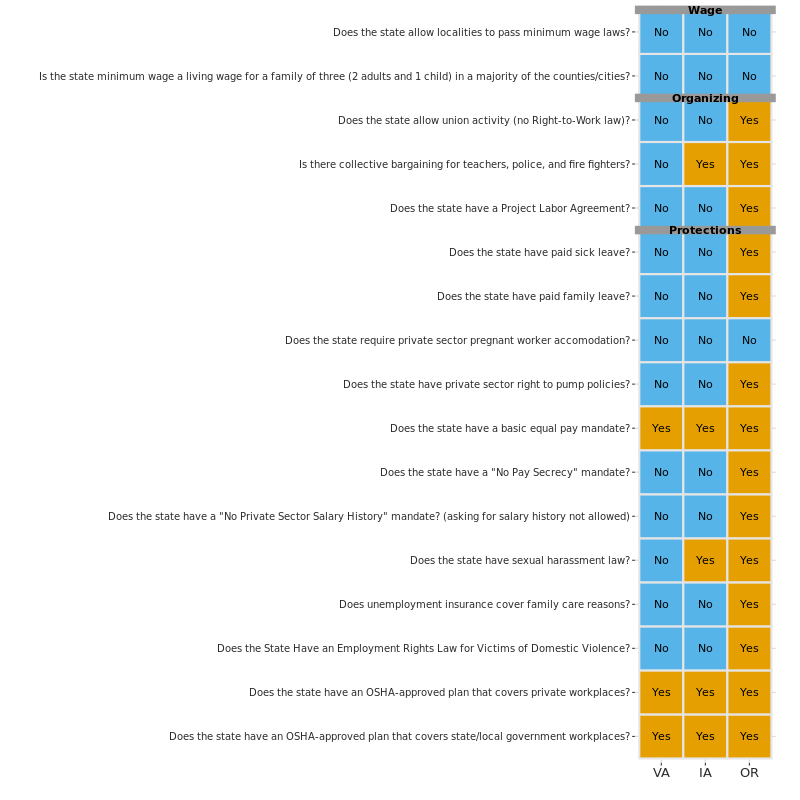 Wage
Does the state allow localities to pass minimum wage laws? No No No
Is the state minimum wage a living wage for a family of three (2 adults and 1 child) in a majority of the counties/cities? No No No
Organizing
Does the state allow union activity (no Right-to-Work law)? No No Yes
Is there collective bargaining for teachers, police, and fire fighters? No Yes Yes
Does the state have a Project Labor Agreement? No No Yes
Protections
Does the state have paid sick leave? No No Yes
Does the state have paid family leave? No No Yes
Does the state require private sector pregnant worker accomodation? No No No
Does the state have private sector right to pump policies? No No Yes
Does the state have a basic equal pay mandate? Yes Yes Yes
Does the state have a "No Pay Secrecy" mandate? No No Yes
Does the state have a "No Private Sector Salary History" mandate? (asking for salary history not allowed) No No Yes
Does the state have sexual harassment law? No Yes Yes
Does unemployment insurance cover family care reasons? No No Yes
Does the State Have an Employment Rights Law for Victims of Domestic Violence? No No Yes
Does the state have an OSHA-approved plan that covers private workplaces? Yes Yes Yes
Does the state have an OSHA-approved plan that covers state/local government workplaces? Yes Yes Yes
VA IA OR